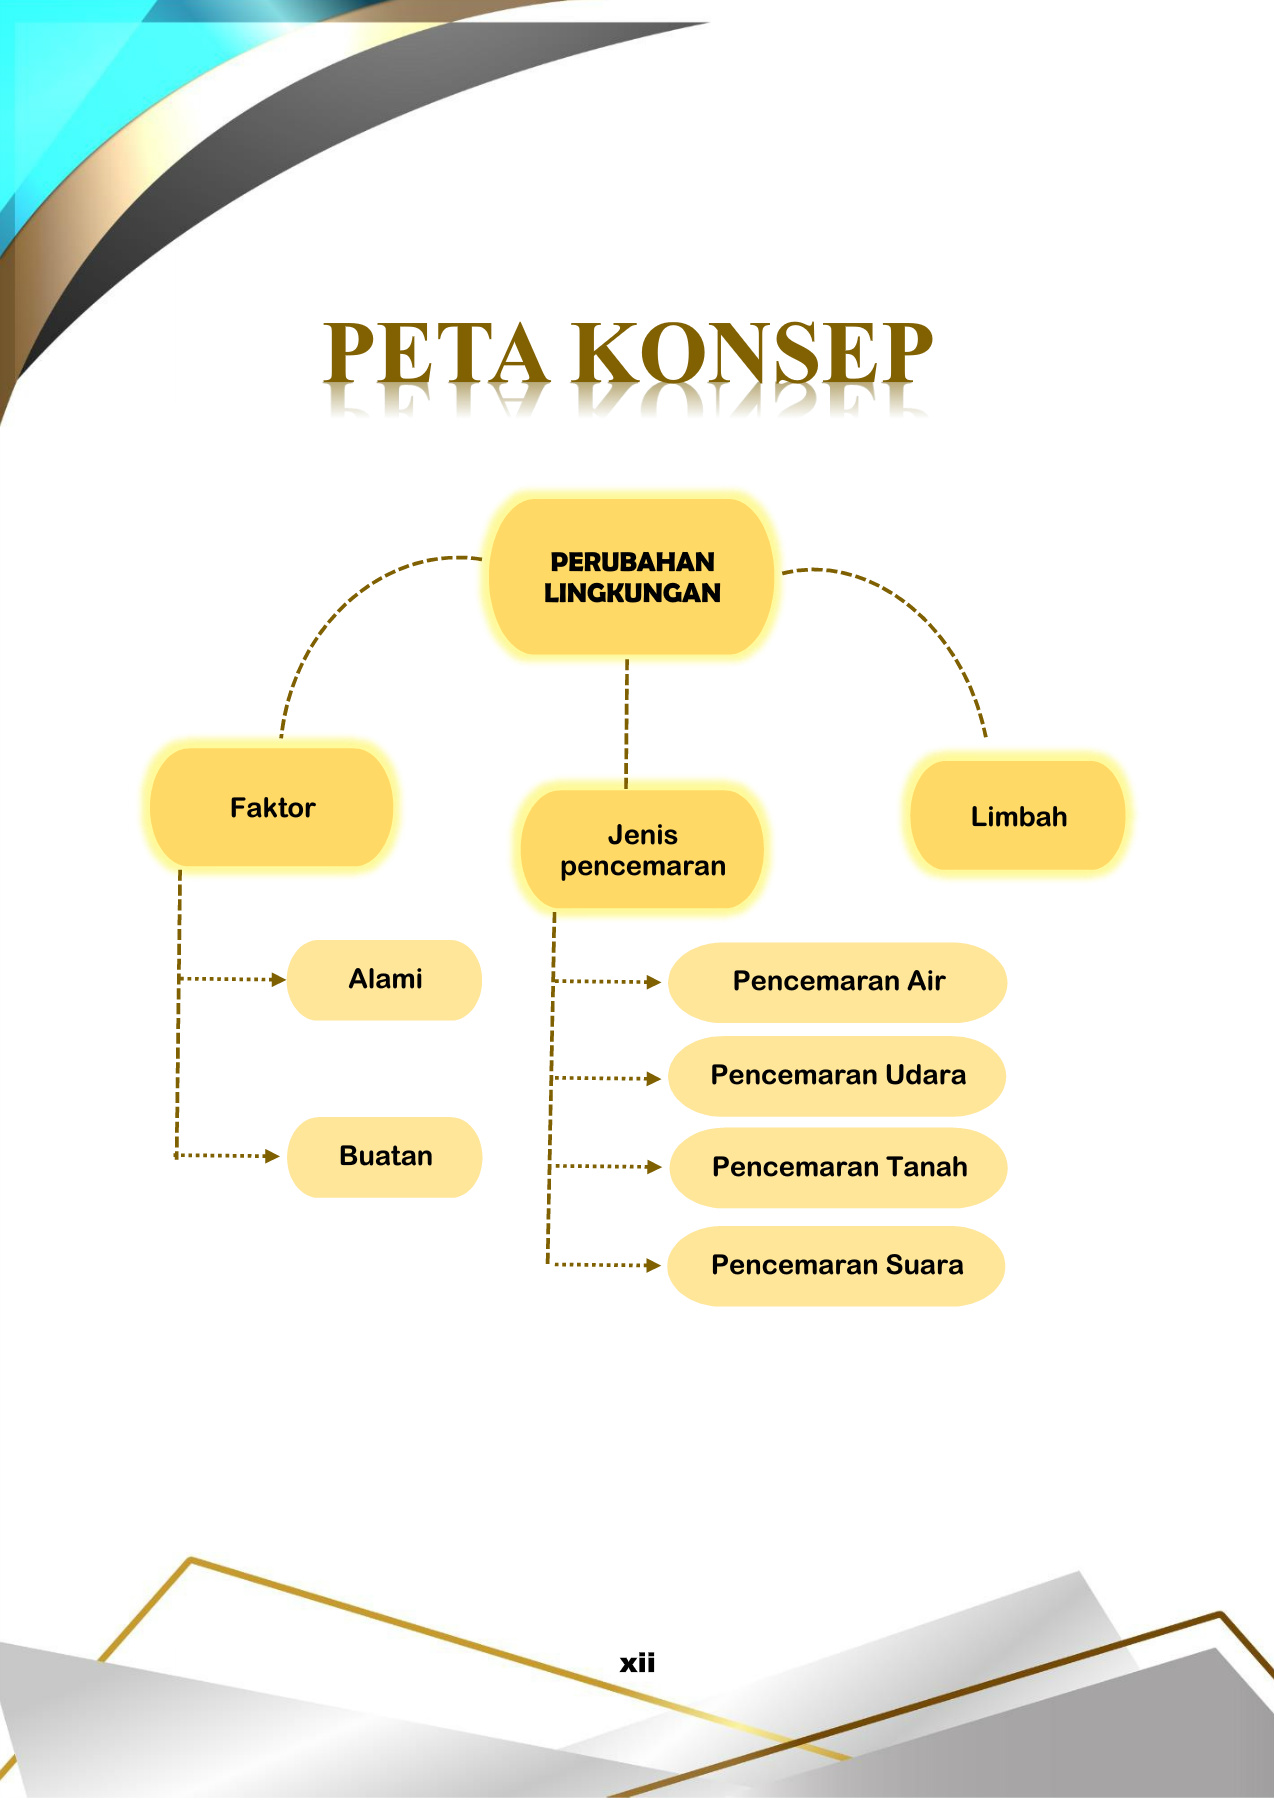 PETA KONSEP
PERUBAHAN
LINGKUNGAN
Faktor
Jenis
pencemaran
Limbah
Alami
Buatan
Pencemaran Air
Pencemaran Udara
Pencemaran Tanah
Pencemaran Suara
xii